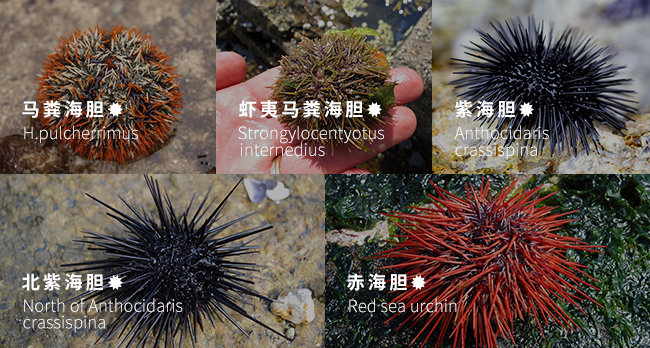 马粪海胆
H.pulcherrimus
虾夷马粪海胆
Strongylocentyotus
internedius
紫海胆
Anthocidaris
crassispina
北紫海胆
North of Anthocidaris
crassispina
赤海胆
Red sea urchin